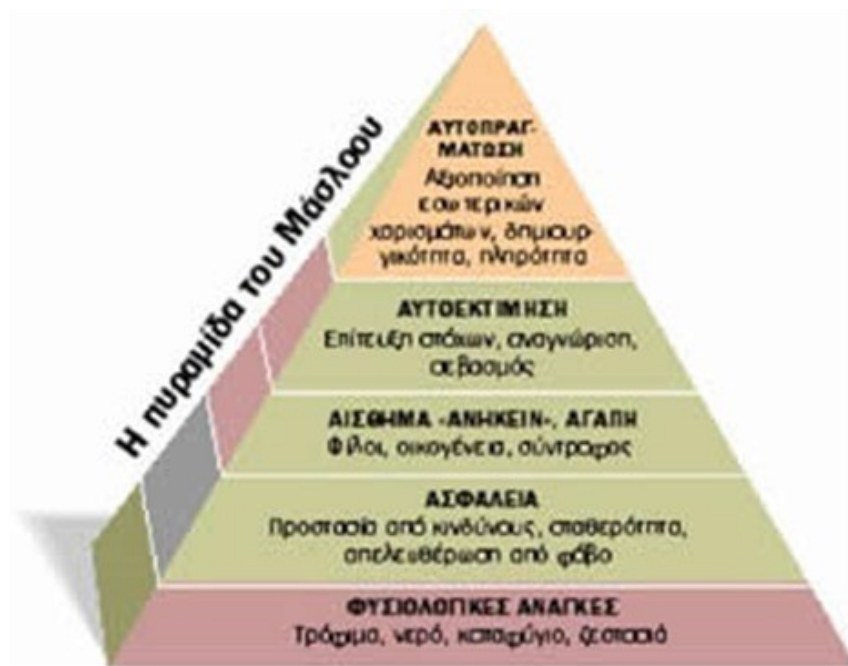 Η πυραμίδα του Μάσλοου
ΑΥΤΟΠΡΑΓ-
ΜΑΤΩΣΗ
Αξιοποίηση
εσωτερικών
χαρισμάτων, δημιουρ-
γικότητα, πληρότητα
ΑΥΤΟΕΚΤΙΜΗΣΗ
Επίτευξη στόχων, αναγνώριση,
σεβασμός
ΑΙΣΘΗΜΑ «ΑΝΗΚΕΙΝ», ΑΓΑΠΗ
Φίλοι, οικογένεια, σύντροφος
ΑΣΦΑΛΕΙΑ
Προστασία από κινδύνους, σταθερότητα,
απελευθέρωση από φόβο
ΦΥΣΙΟΛΟΓΙΚΕΣ ΑΝΑΓΚΕΣ
Τρόφιμα, νερό, καταφύγιο, ζεστασιά